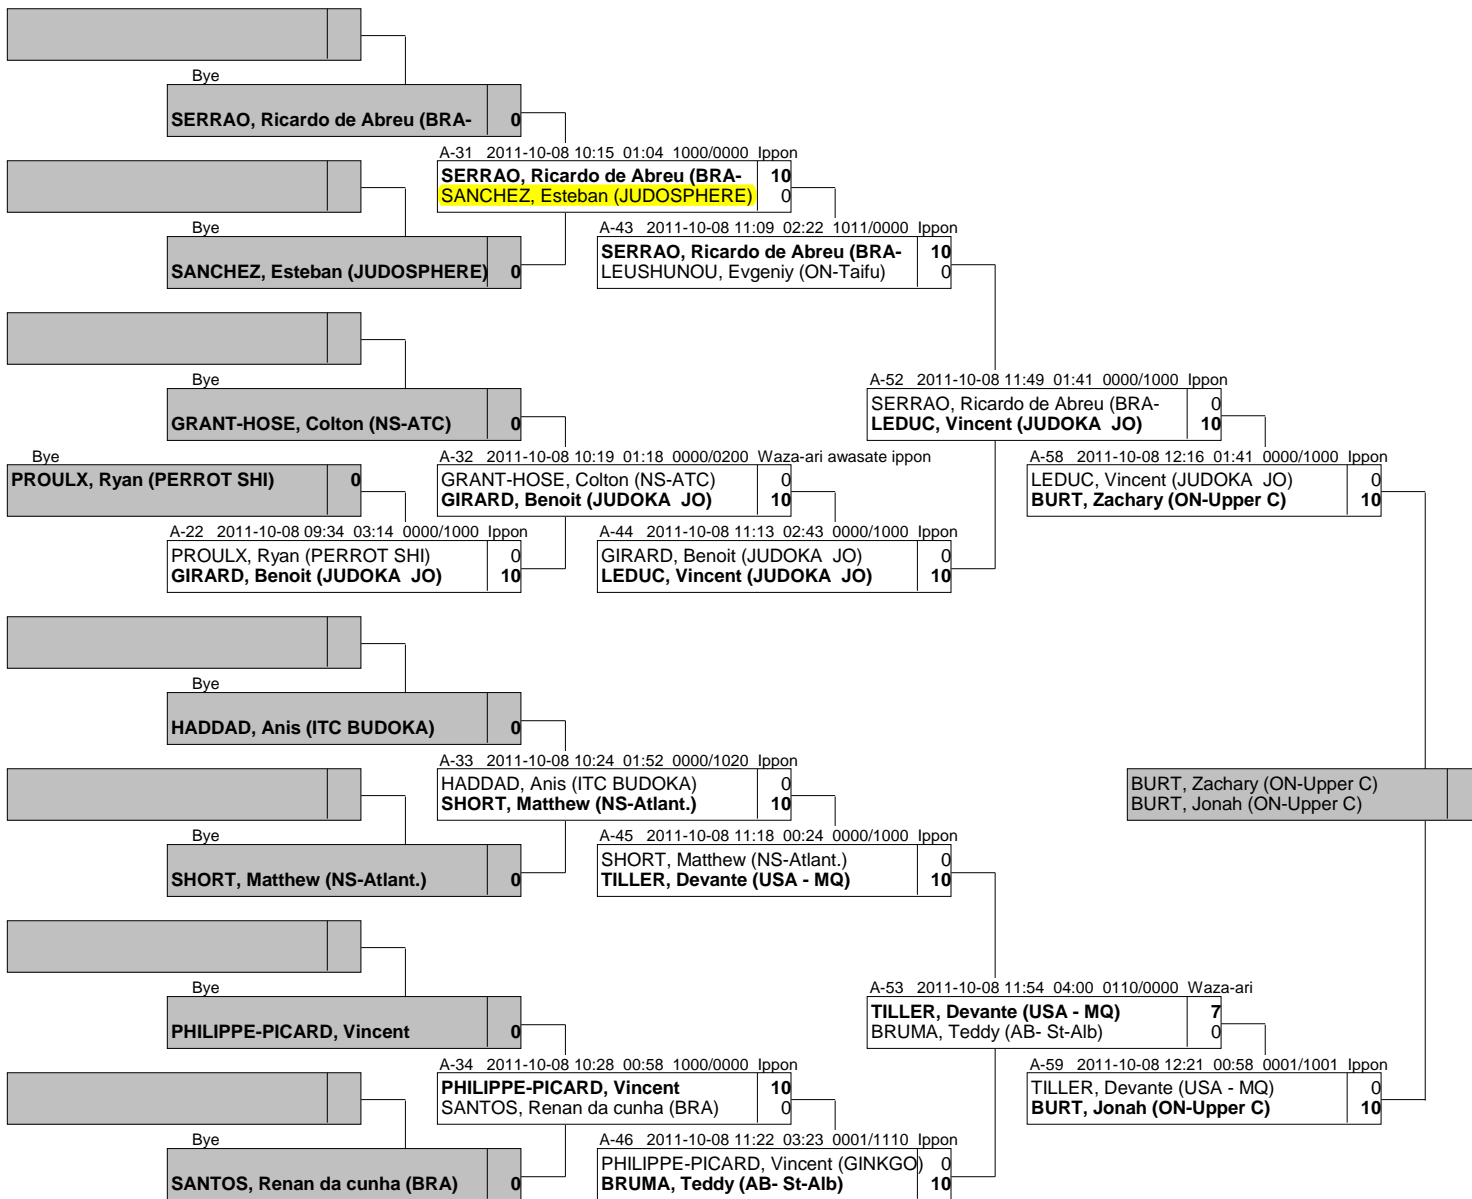 Bye
SERRAO, Ricardo de Abreu (BRA- 0
A-31 2011-10-08 10:15 01:04 1000/0000 Ippon
SERRAO, Ricardo de Abreu (BRA- 10
SANCHEZ, Esteban (JUDOSPHERE) 0
Bye
SANCHEZ, Esteban (JUDOSPHERE) 0
A-43 2011-10-08 11:09 02:22 1011/0000 Ippon
SERRAO, Ricardo de Abreu (BRA- 10
LEUSHUNOU, Evgeniy (ON-Taifu) 0
Bye
GRANT-HOSE, Colton (NS-ATC) 0
A-52 2011-10-08 11:49 01:41 0000/1000 Ippon
SERRAO, Ricardo de Abreu (BRA- 0
LEDUC, Vincent (JUDOKA JO) 10
Bye
PROULX, Ryan (PERROT SHI) 0
A-32 2011-10-08 10:19 01:18 0000/0200 Waza-ari awasate ippon
GRANT-HOSE, Colton (NS-ATC) 0
GIRARD, Benoit (JUDOKA JO) 10
A-58 2011-10-08 12:16 01:41 0000/1000 Ippon
LEDUC, Vincent (JUDOKA JO) 0
BURT, Zachary (ON-Upper C) 10
A-22 2011-10-08 09:34 03:14 0000/1000 Ippon
PROULX, Ryan (PERROT SHI) 0
GIRARD, Benoit (JUDOKA JO) 10
A-44 2011-10-08 11:13 02:43 0000/1000 Ippon
GIRARD, Benoit (JUDOKA JO) 0
LEDUC, Vincent (JUDOKA JO) 10
Bye
HADDAD, Anis (ITC BUDOKA) 0
A-33 2011-10-08 10:24 01:52 0000/1020 Ippon
HADDAD, Anis (ITC BUDOKA) 0
SHORT, Matthew (NS-Atlant.) 10
BURT, Zachary (ON-Upper C)
BURT, Jonah (ON-Upper C)
Bye
SHORT, Matthew (NS-Atlant.) 0
A-45 2011-10-08 11:18 00:24 0000/1000 Ippon
SHORT, Matthew (NS-Atlant.) 0
TILLER, Devante (USA - MQ) 10
Bye
PHILIPPE-PICARD, Vincent 0
A-53 2011-10-08 11:54 04:00 0110/0000 Waza-ari
TILLER, Devante (USA - MQ) 7
BRUMA, Teddy (AB- St-Alb) 0
A-34 2011-10-08 10:28 00:58 1000/0000 Ippon
PHILIPPE-PICARD, Vincent 10
SANTOS, Renan da cunha (BRA) 0
A-59 2011-10-08 12:21 00:58 0001/1001 Ippon
TILLER, Devante (USA - MQ) 0
BURT, Jonah (ON-Upper C) 10
Bye
SANTOS, Renan da cunha (BRA) 0
A-46 2011-10-08 11:22 03:23 0001/1110 Ippon
PHILIPPE-PICARD, Vincent (GINKGO) 0
BRUMA, Teddy (AB- St-Alb) 10